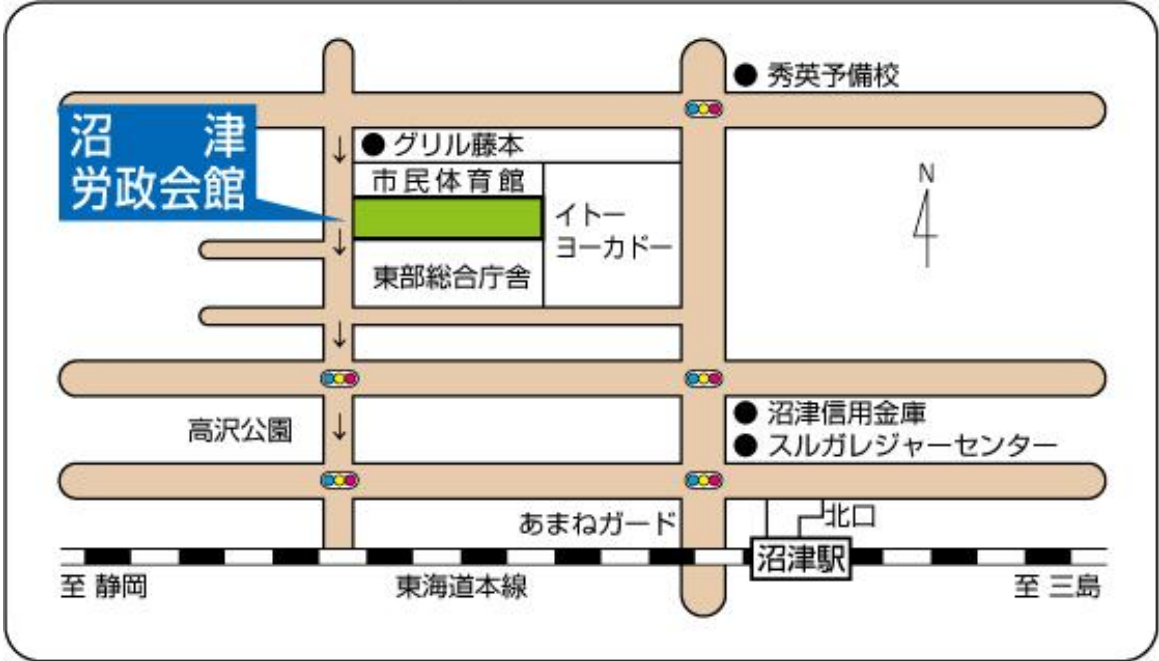 秀英予備校
沼津
労政会館
グリル藤本
市民体育館
イトー
ヨーカドー
N
東部総合庁舎
高沢公園
沼津信用金庫
スルガレジャーセンター
あまねガード
北口
沼津駅
至 静岡
東海道本線
至 三島